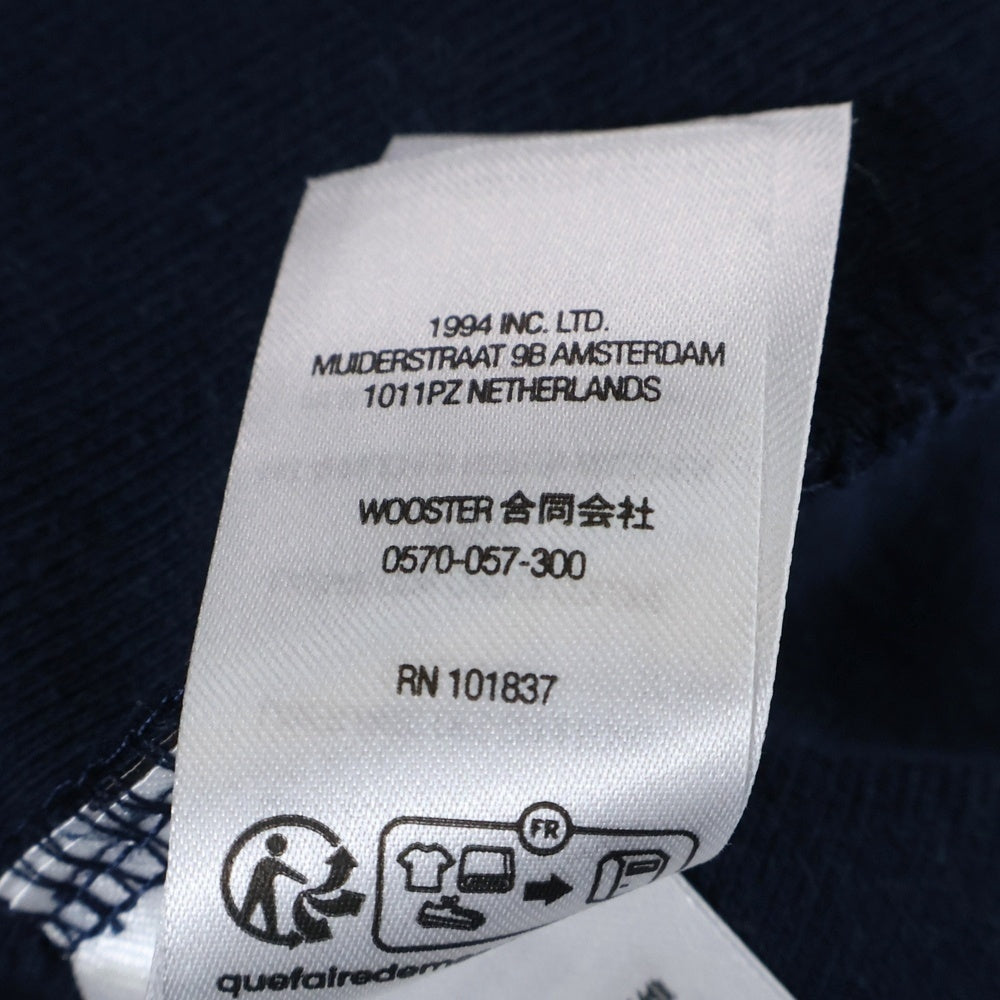 1994 INC. LTD.
MUIDERSTRAAT 9B AMSTERDAM
1011PZ NETHERLANDS
WOOSTER 合同会社
0570-057-300
RN 101837
FR